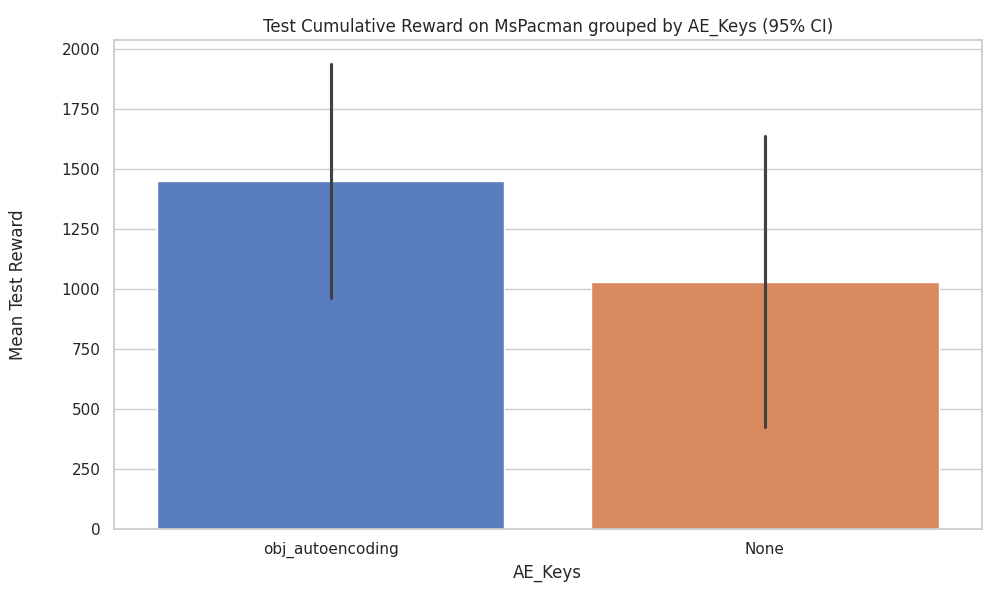 Test Cumulative Reward on MsPacman grouped by AE_Keys (95% CI)
Mean Test Reward
2000
1750
1500
1250
1000
750
500
250
0
obj_autoencoding
None
AE_Keys